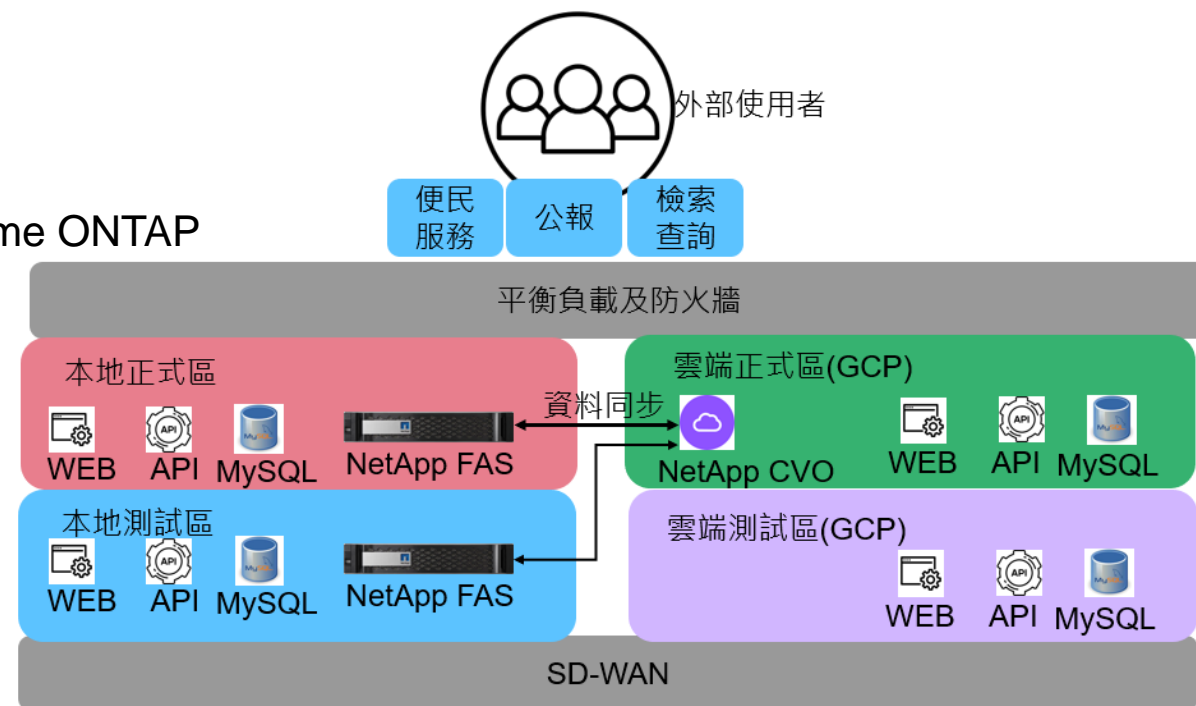 外部使用者
便民
服務
公報
檢索
查詢
me ONTAP
平衡負載及防火牆
本地正式區
WEB
API
MySQL
NetApp FAS
資料同步
雲端正式區(GCP)
NetApp CVO
WEB
API
MySQL
本地測試區
WEB
API
MySQL
NetApp FAS
雲端測試區(GCP)
WEB
API
MySQL
SD-WAN